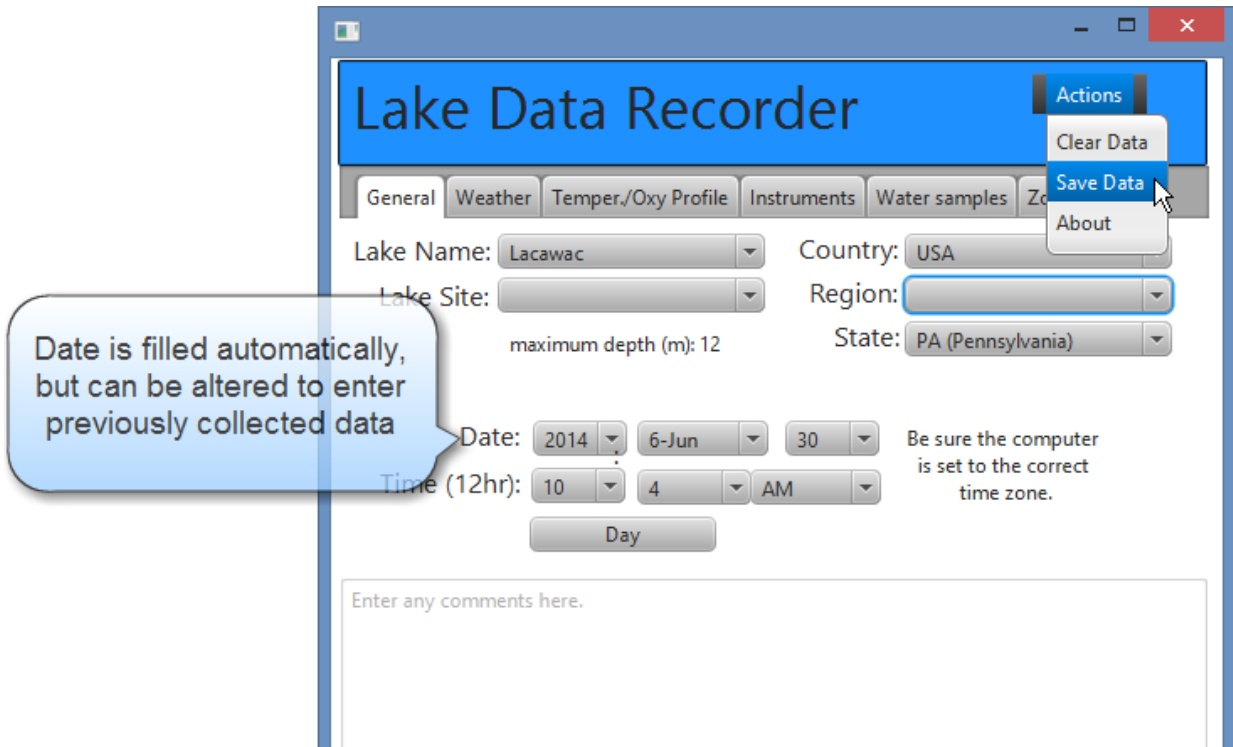 Lake Data Recorder
Actions
Clear Data
Save Data
About
General Weather Temper./Oxy Profile Instruments Water samples
Lake Name: Lacawac Country: USA
Lake Site: Region:
maximum depth (m): 12 State: PA (Pennsylvania)
Date is filled automatically,
but can be altered to enter
previously collected data
Date: 2014 6-Jun 30
Be sure the computer
is set to the correct
time zone.
Time (12hr): 10 : 4 AM
Day
Enter any comments here.